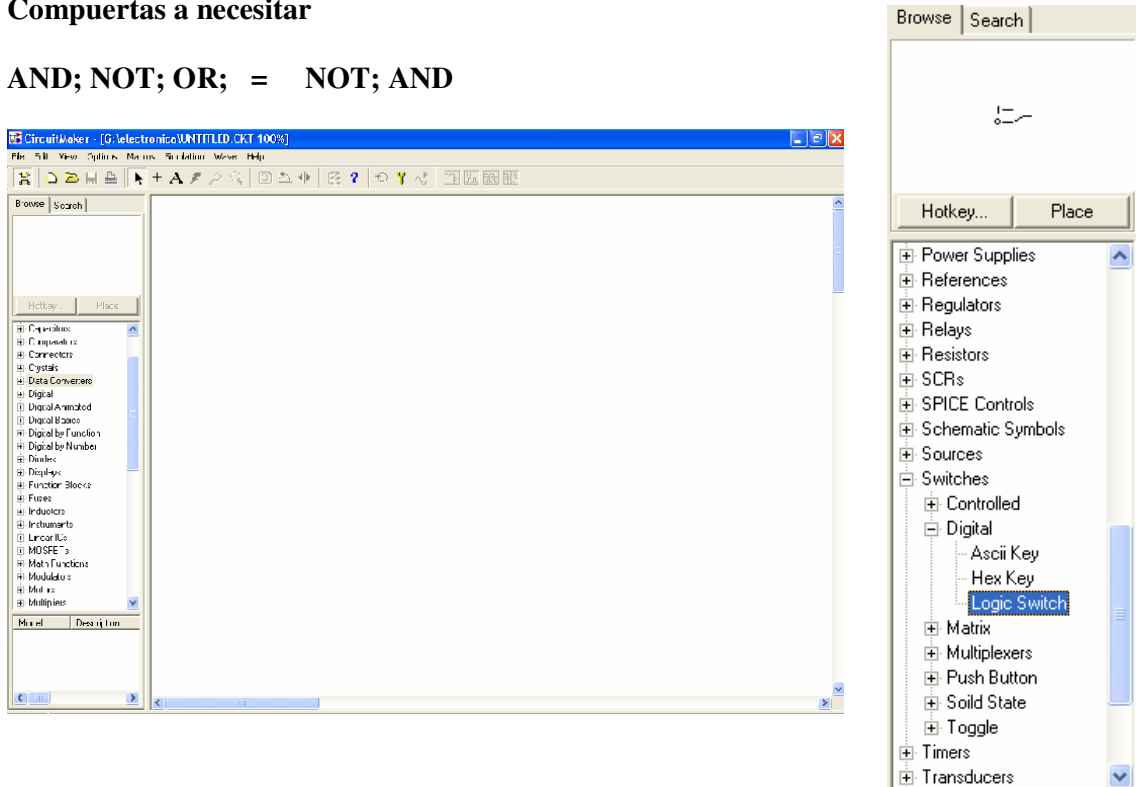 Compuertas a necesitar
AND; NOT; OR; = NOT; AND
CircuitMaker - [G:\electronica\UNTITLED.CKT 100%]
File Edit View Options Macros Simulation Wave Help
Browse Search
Hotkey... Place
Capacitors
Comparators
Connectors
Crystals
Data Converters
Digital
Digital Animated
Digital Basics
Digital by Function
Digital by Number
Diodes
Displays
Function Blocks
Fuses
Inductors
Instruments
Linear ICs
MOSFETs
Math Functions
Modulators
Motors
Multipliers
Model Description
Browse Search
Hotkey... Place
Power Supplies
References
Regulators
Relays
Resistors
SCRs
SPICE Controls
Schematic Symbols
Sources
Switches
Controlled
Digital
Ascii Key
Hex Key
Logic Switch
Matrix
Multiplexers
Push Button
Soild State
Toggle
Timers
Transducers